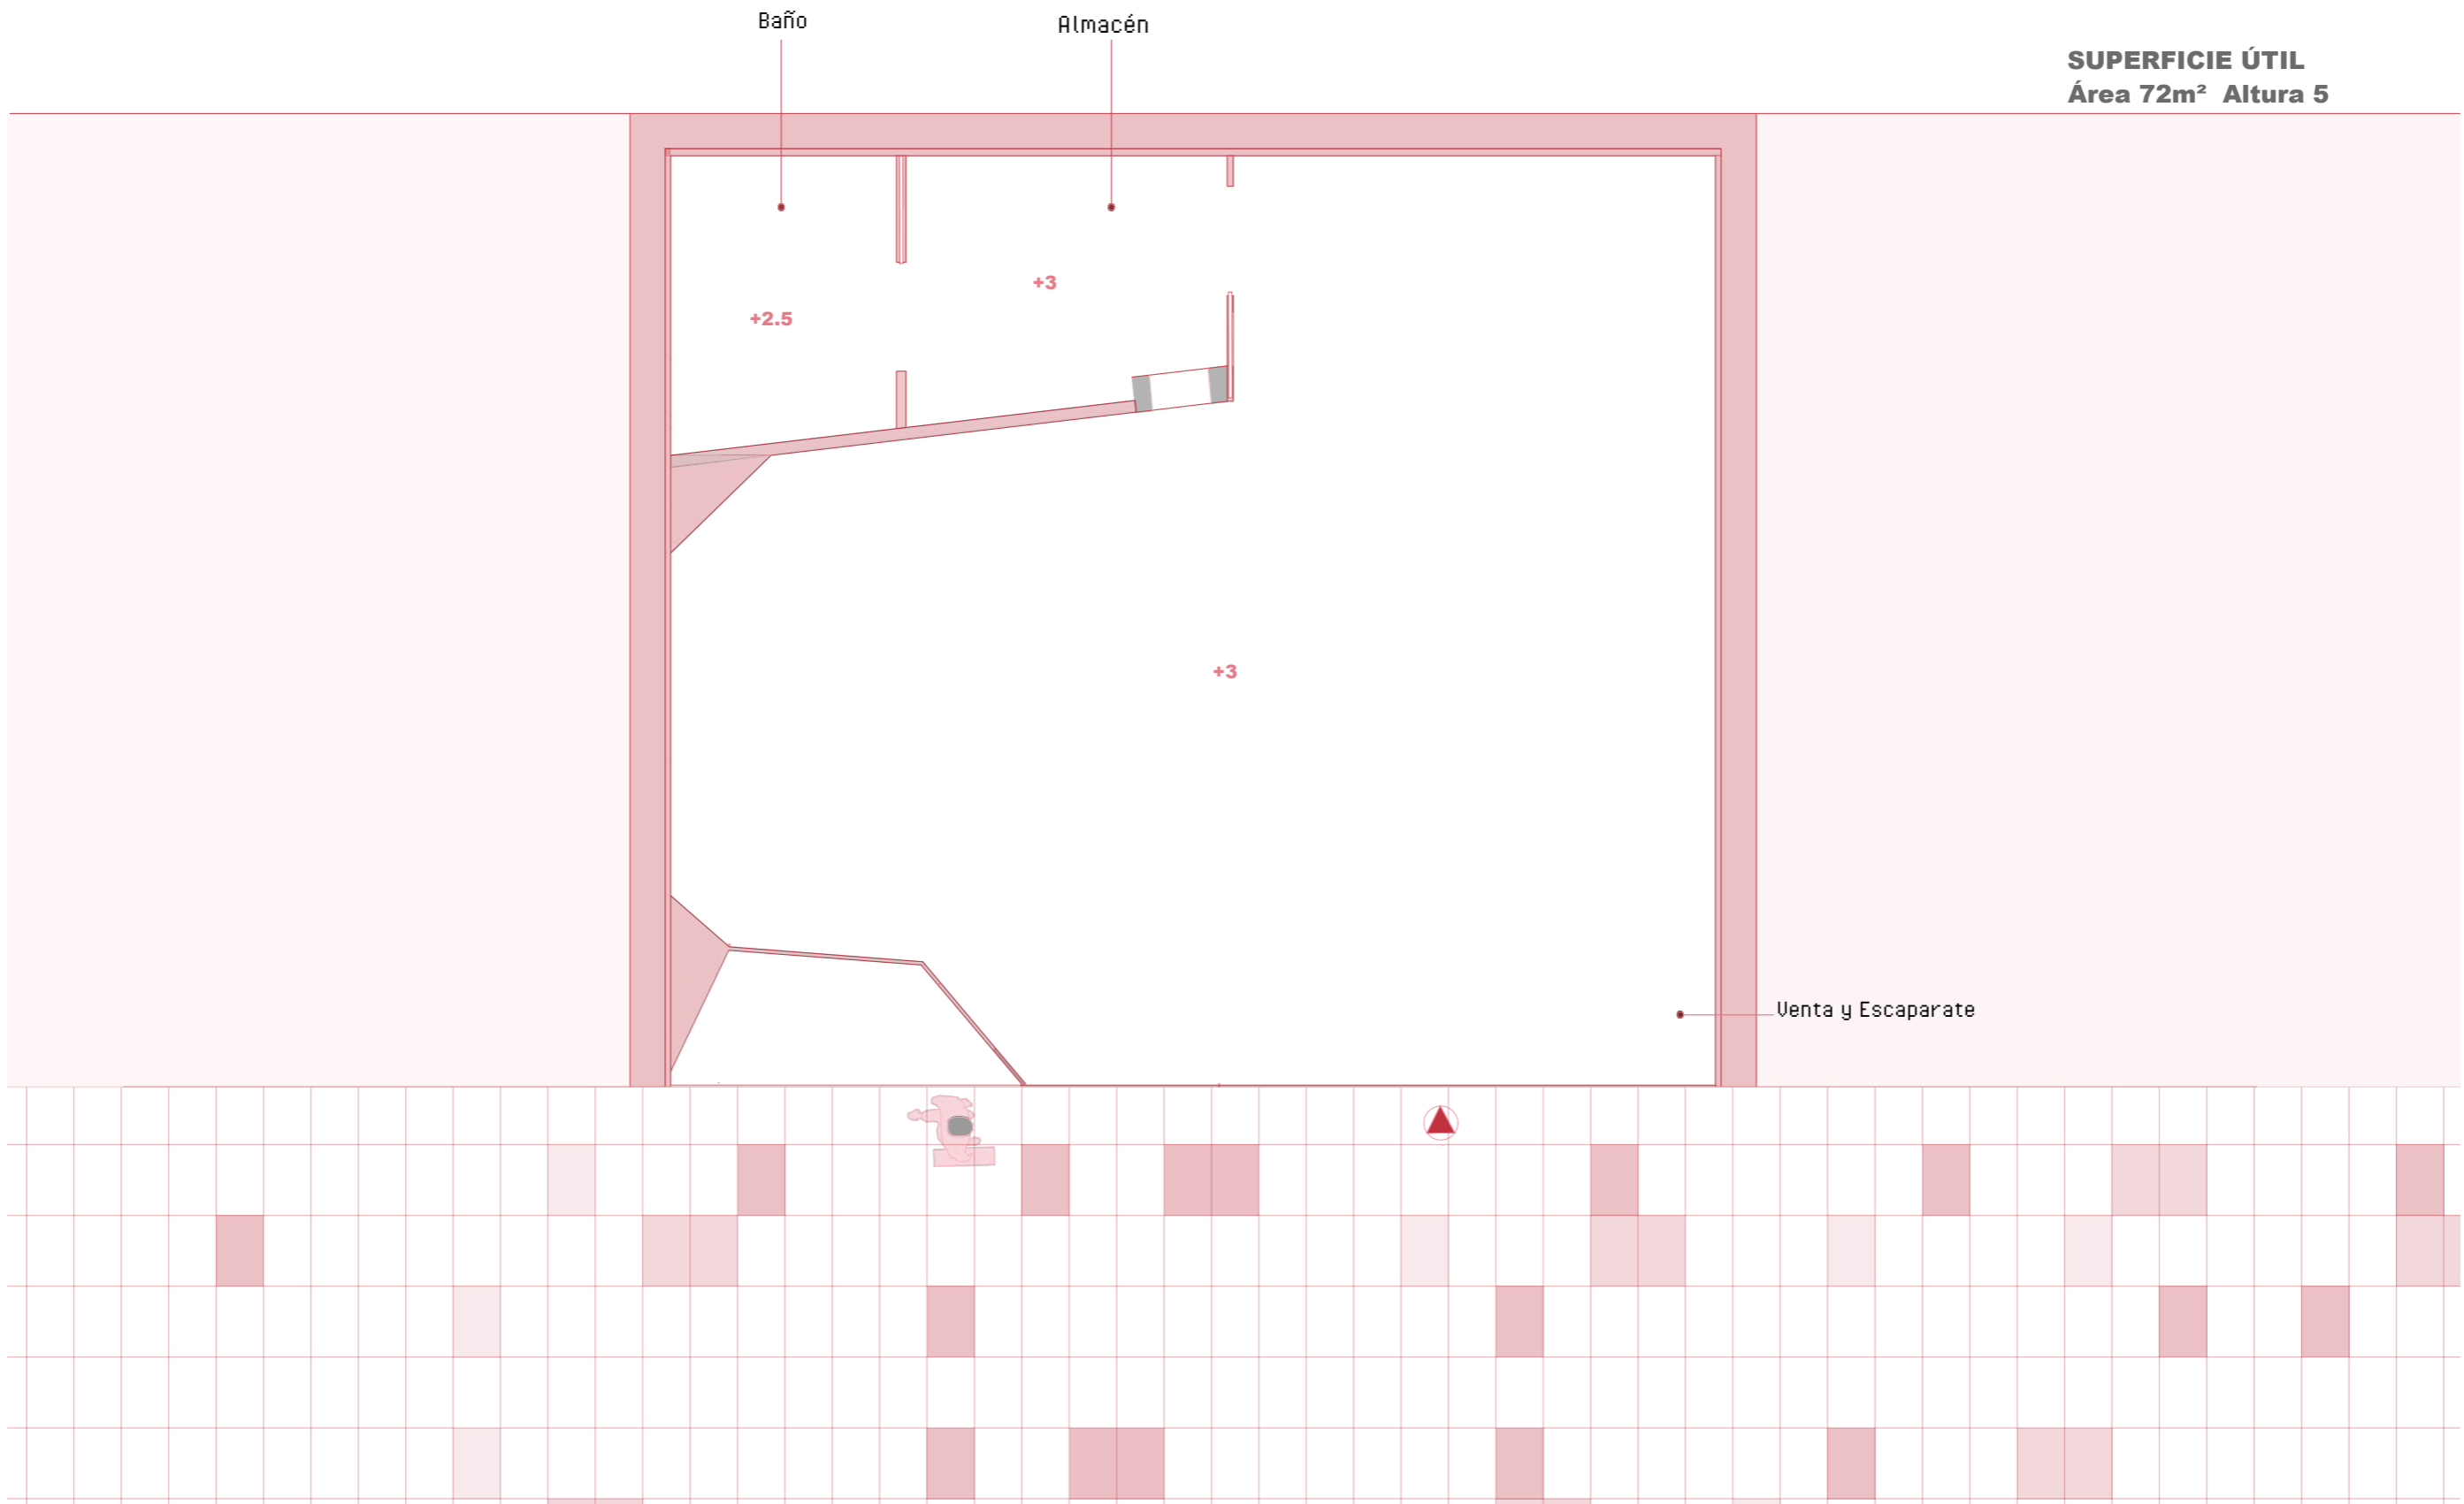 Baño
Almacén
SUPERFICIE ÚTIL
Área 72m² Altura 5
+3
+2.5
+3
Venta y Escaparate